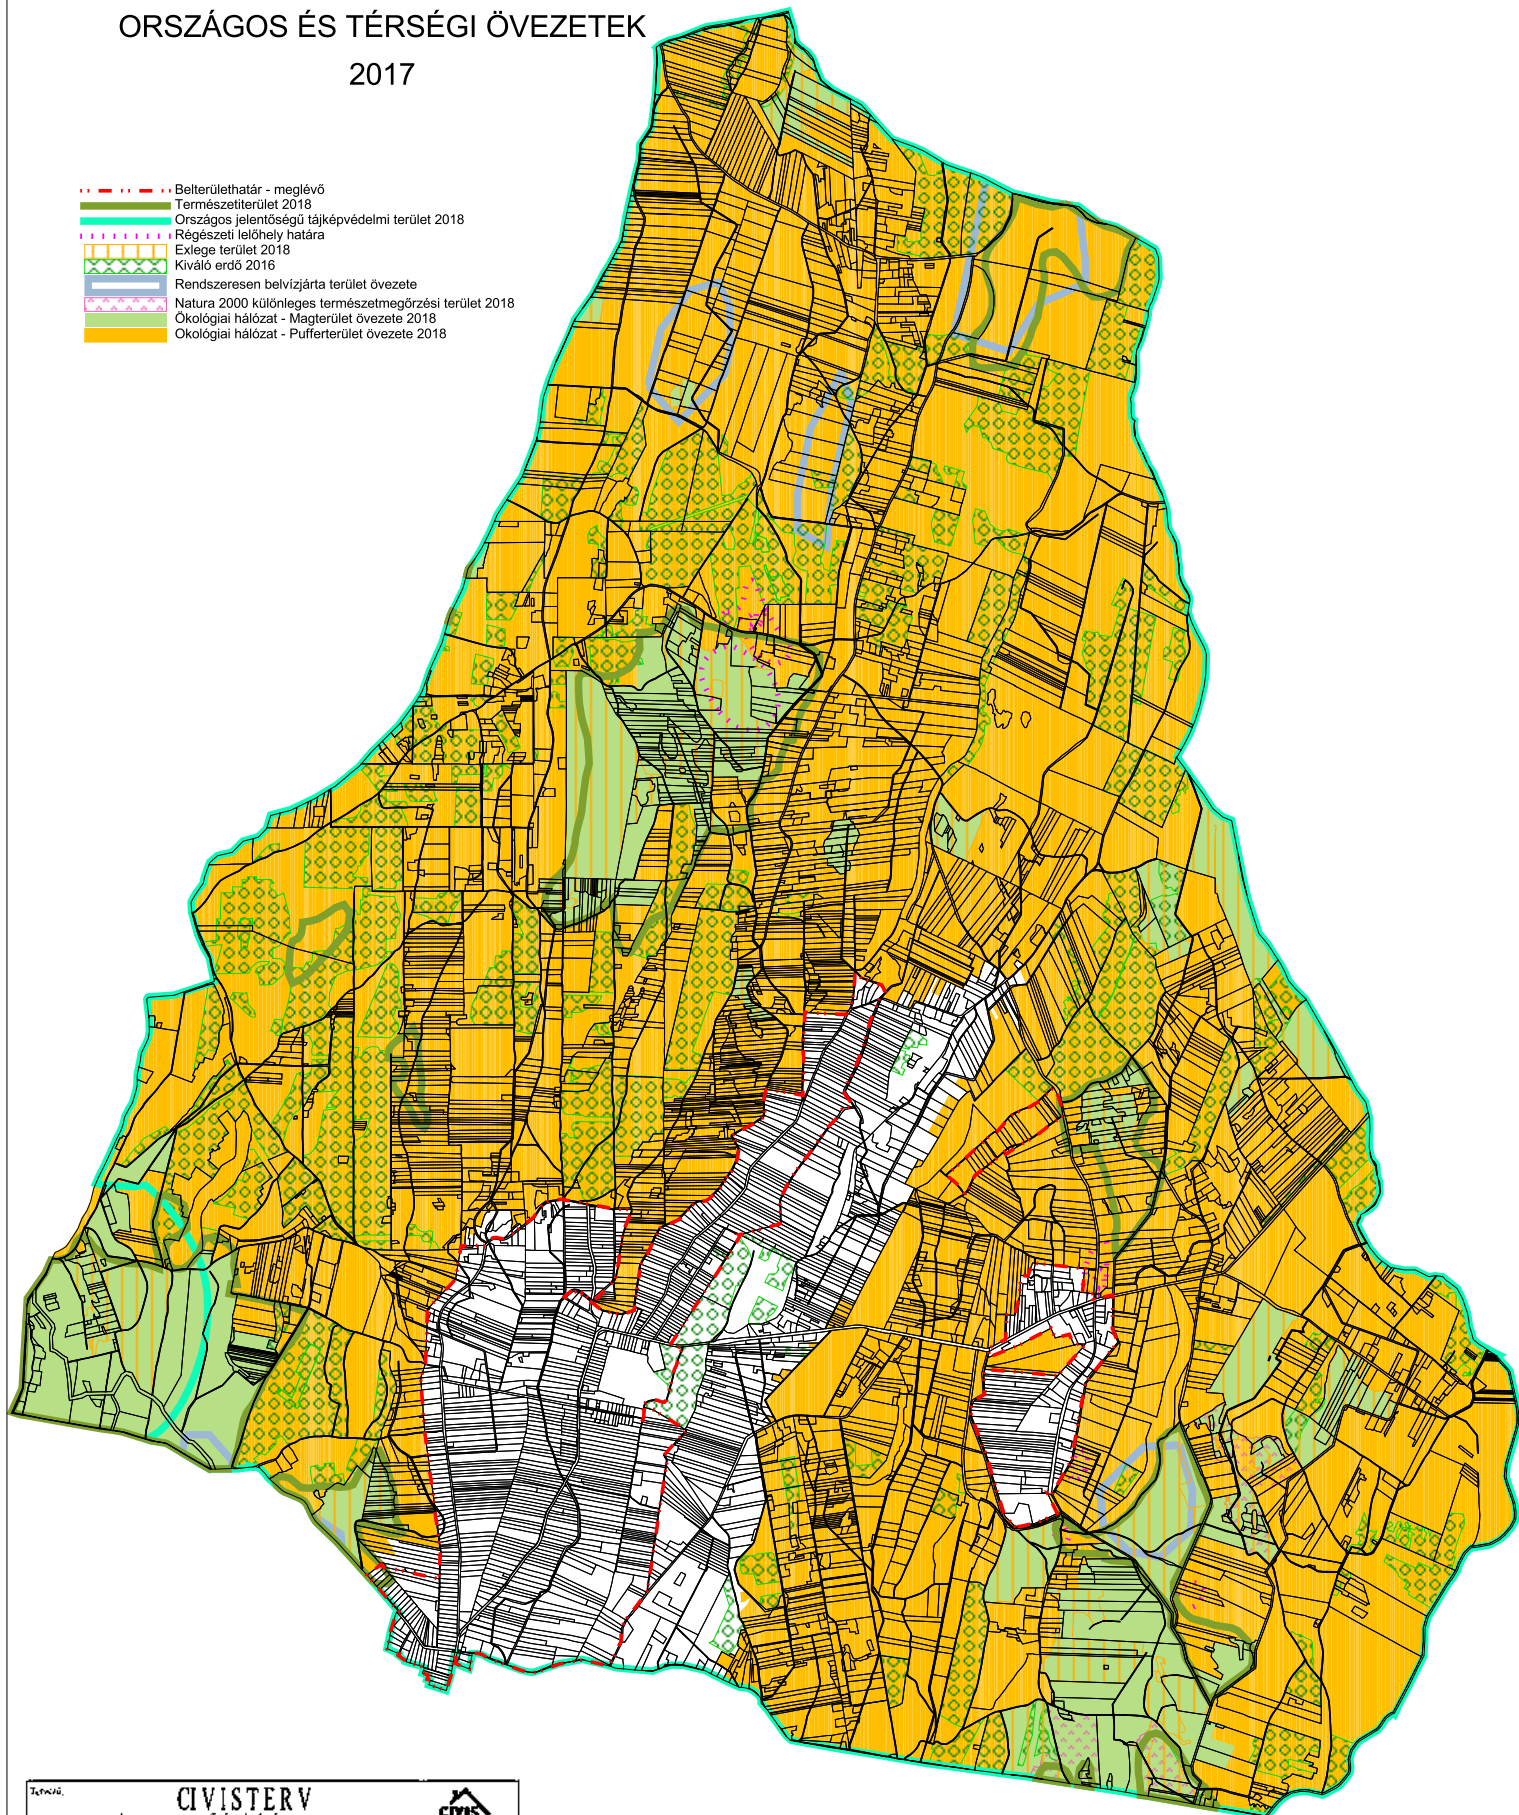 ORSZÁGOS ÉS TÉRSÉGI ÖVEZETEK
2017
Belterülethatár - meglévő
Természetiterület 2018
Országos jelentőségű tájképvédelmi terület 2018
Régészeti lelőhely határa
Exlege terület 2018
Kiváló erdő 2016
Rendszeresen belvízjárta terület övezete
Natura 2000 különleges természetmegőrzési terület 2018
Ökológiai hálózat - Magterület övezete 2018
Okológiai hálózat - Pufferterület övezete 2018
CIVISTERV
CIVIS